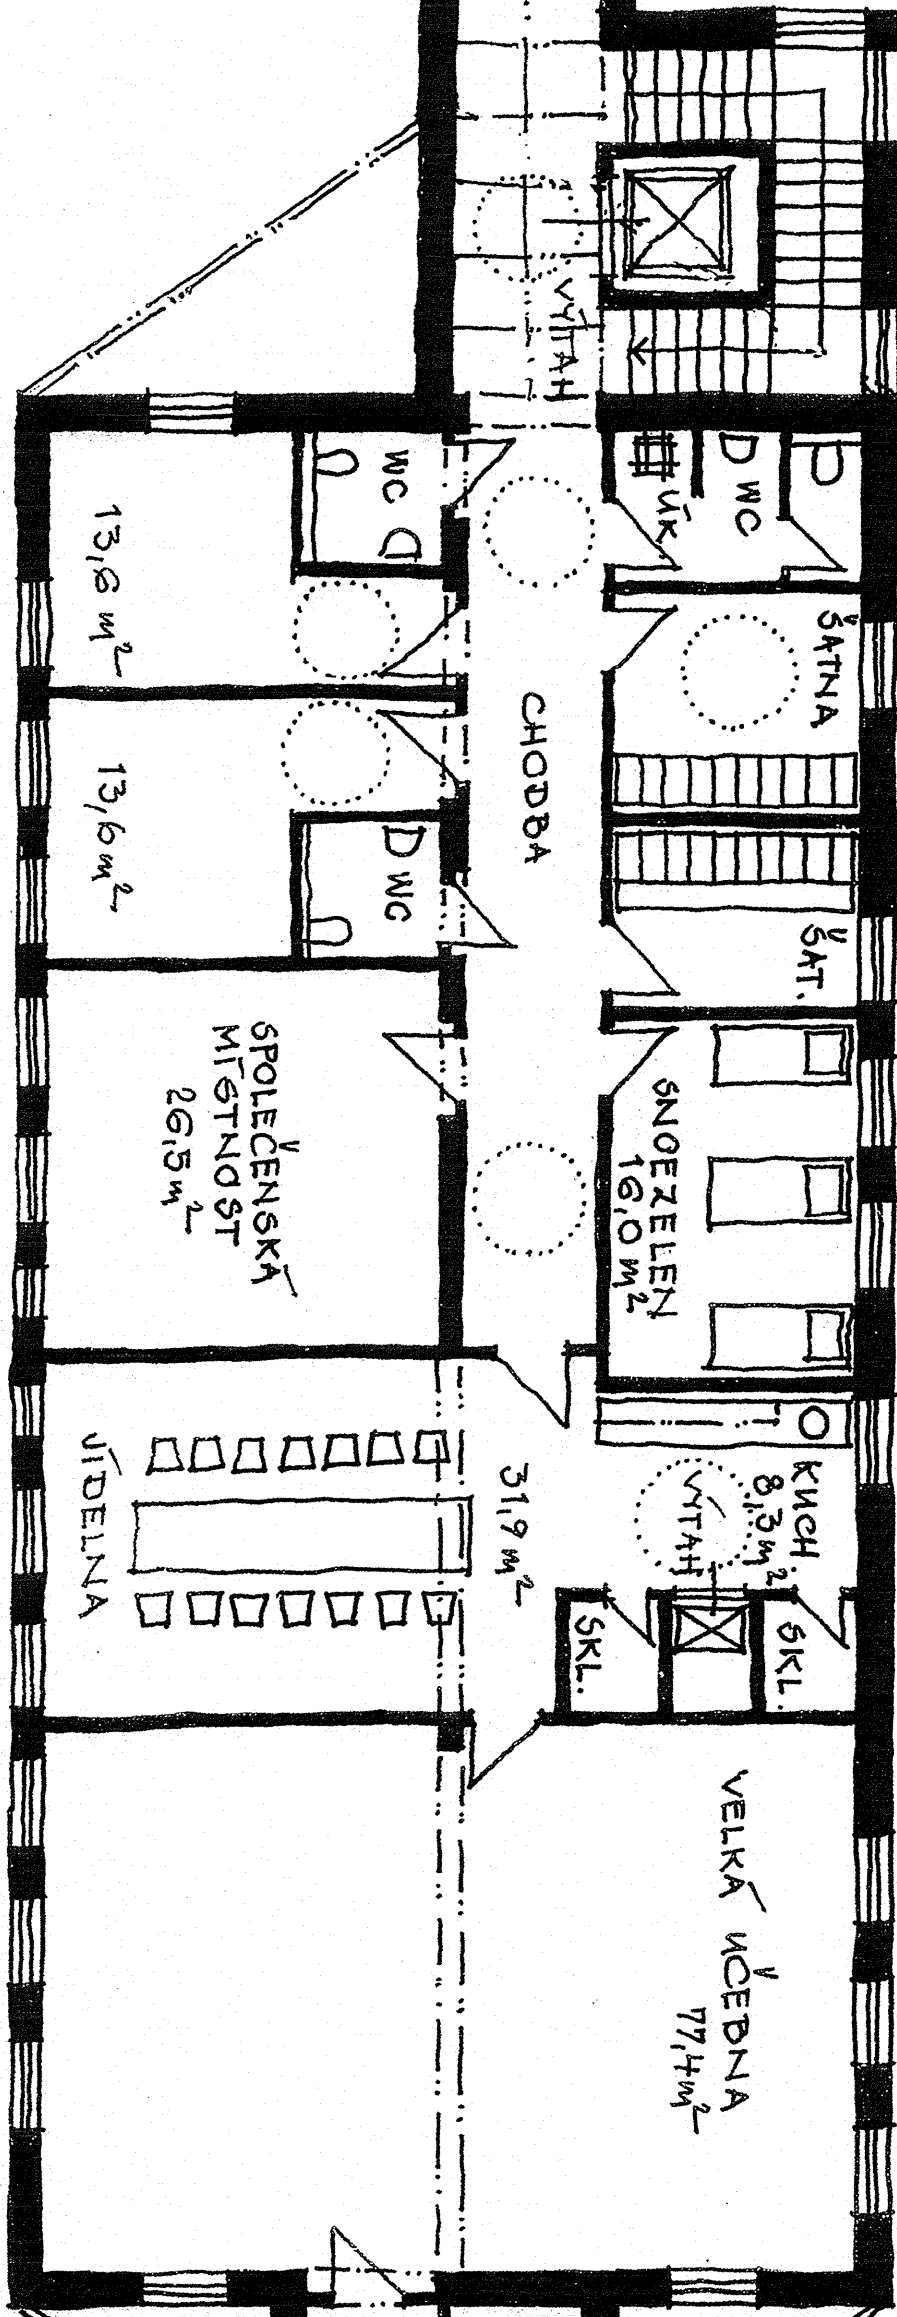 VÝTAH
WC
ÚK.
WC
13,6 m²
ŠATNA
CHODBA
13,6 m²
WC
ŠAT.
SPOLEČENSKÁ
MÍSTNOST
26,5 m²
SNOEZELEN
16,0 m²
JÍDELNA
31,9 m²
KUCH.
8,3 m²
VÝTAH
SKL.
SKL.
VELKÁ UČEBNA
77,4 m²